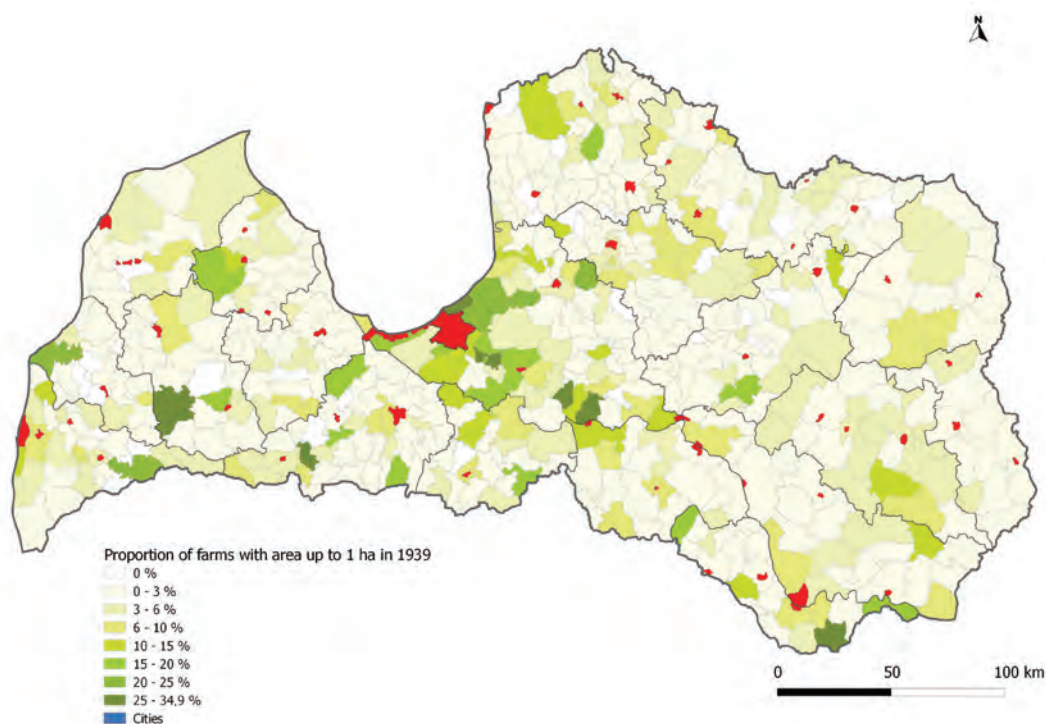 N
Proportion of farms with area up to 1 ha in 1939
0 %
0 - 3 %
3 - 6 %
6 - 10 %
10 - 15 %
15 - 20 %
20 - 25 %
25 - 34,9 %
Cities
0 50 100 km